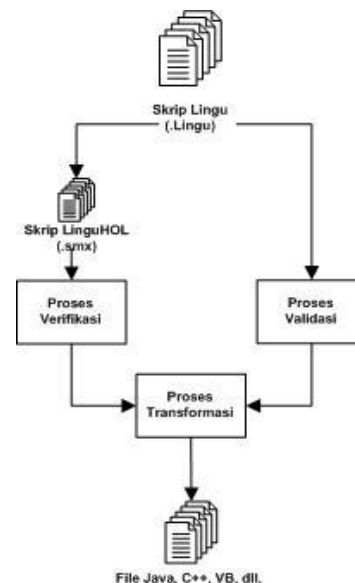 Skrip Lingu
(.Lingu)
Skrip LinguHOL
(.smx)
Proses
Verifikasi
Proses
Validasi
Proses
Transformasi
File Java, C++, VB, dll.